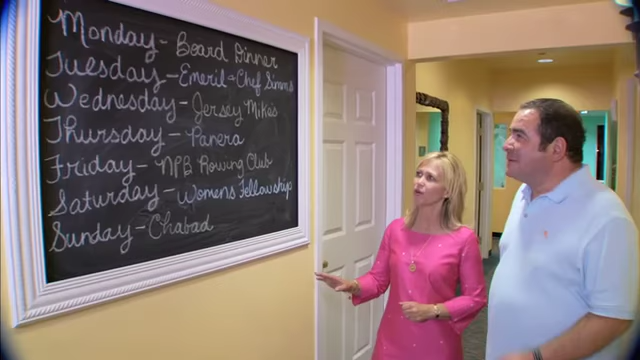 Monday - Board Dinner
Tuesday - Emeril + Chef Simms
Wednesday - Jersey Mike's
Thursday - Panera
Friday - NPB Rowing Club
Saturday - Womens Fellowship
Sunday - Chabad